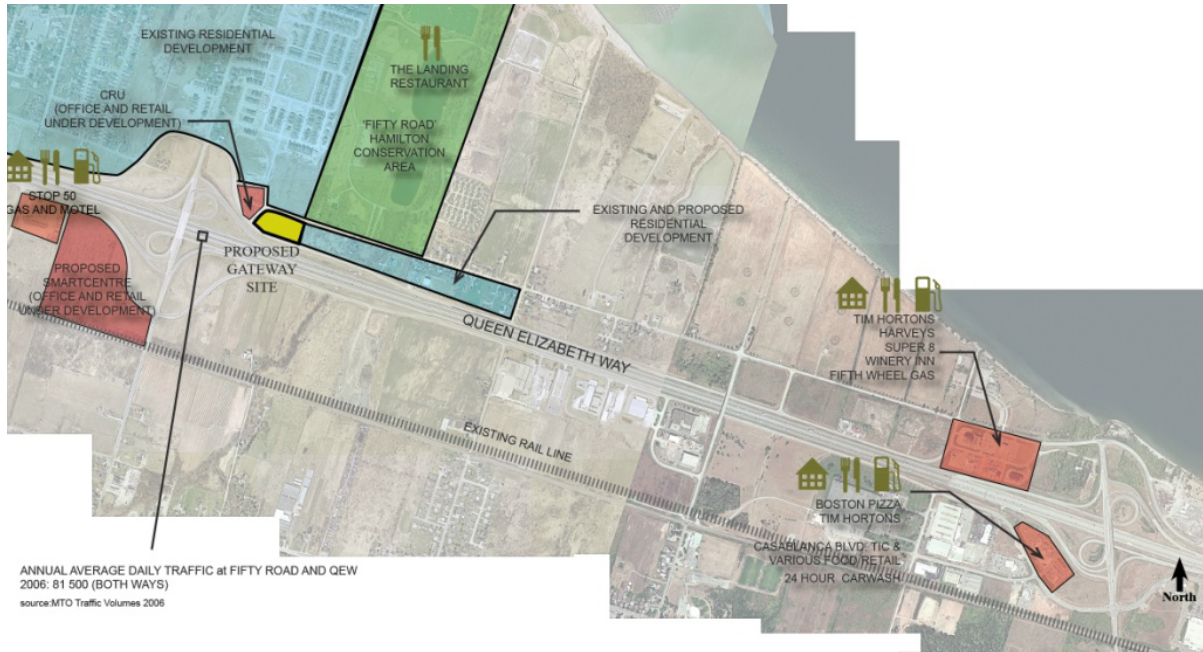 EXISTING RESIDENTIAL
DEVELOPMENT
THE LANDING
RESTAURANT
CRU
(OFFICE AND RETAIL
UNDER DEVELOPMENT)
'FIFTY ROAD'
HAMILTON
CONSERVATION
AREA
STOP 50
GAS AND MOTEL
EXISTING AND PROPOSED
RESIDENTIAL
DEVELOPMENT
PROPOSED
GATEWAY
SITE
PROPOSED
SMARTCENTRE
(OFFICE AND RETAIL
UNDER DEVELOPMENT)
QUEEN ELIZABETH WAY
TIM HORTONS
HARVEYS
SUPER 8
WINERY INN
FIFTH WHEEL GAS
EXISTING RAIL LINE
BOSTON PIZZA
TIM HORTONS
CASABLANCA BLVD. TIC &
VARIOUS FOOD/RETAIL
24 HOUR CARWASH
North
ANNUAL AVERAGE DAILY TRAFFIC at FIFTY ROAD AND QEW
2006: 81 500 (BOTH WAYS)
source:MTO Traffic Volumes 2006